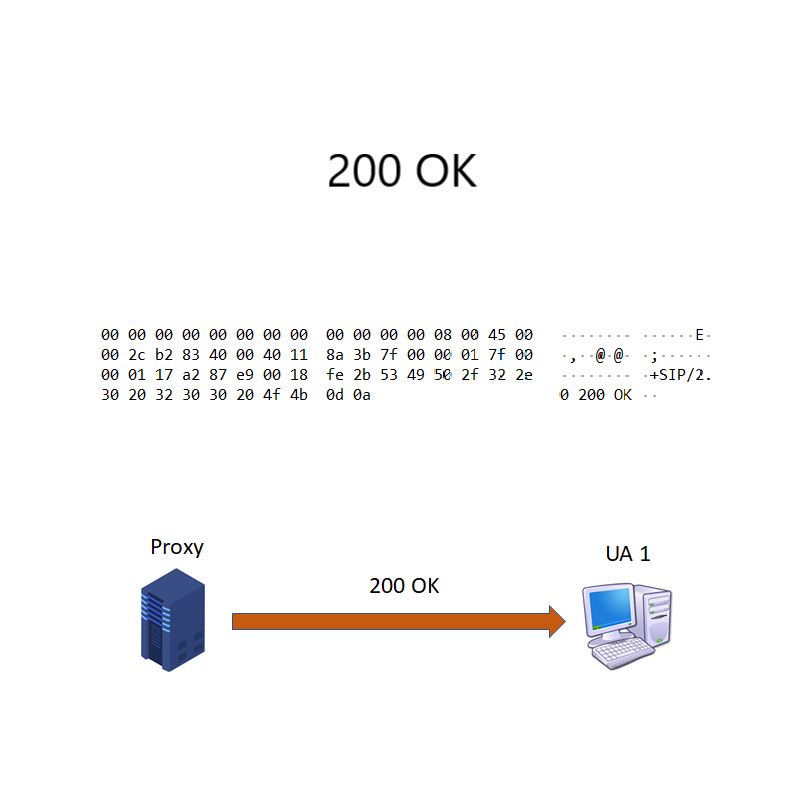 200 OK
00 00 00 00 00 00 00 00 00 00 00 00 08 00 45 00 ········ ······E·
00 2c b2 83 40 00 40 11 8a 3b 7f 00 00 01 7f 00 ·,··@·@· ·;······
00 01 17 a2 87 e9 00 18 fe 2b 53 49 50 2f 32 2e ········ ·+SIP/2.
30 20 32 30 30 20 4f 4b 0d 0a 0 200 OK ··
Proxy
UA 1
200 OK